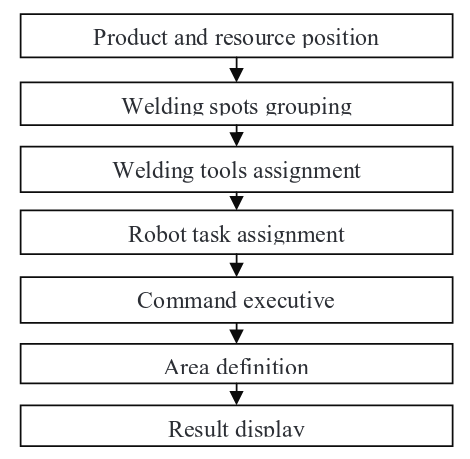 Product and resource position
Welding spots grouping
Welding tools assignment
Robot task assignment
Command executive
Area definition
Result display